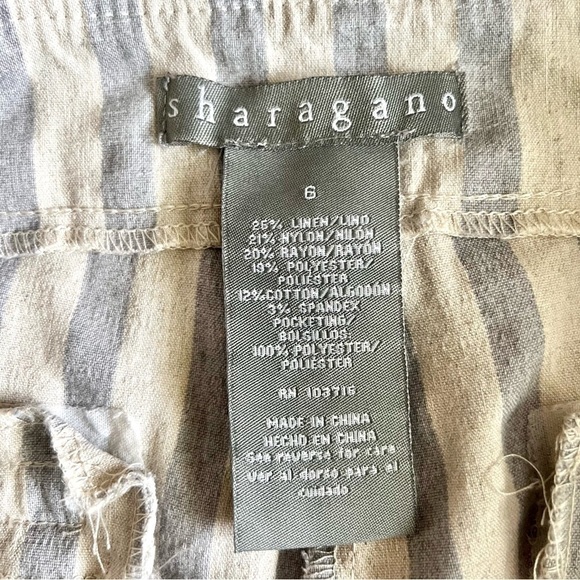 sharagano
6
25% LINEN/LINO
21% NYLON/NILON
20% RAYON/RAYON
19% POLYESTER/
POLIESTER
12%COTTON/ALGODON
3% SPANDEX
POCKETING/
BOLSILLOS:
100% POLYESTER/
POLIESTER
RN 103716
MADE IN CHINA
HECHO EN CHINA
See reverse for care
Ver al dorso para el
cuidado